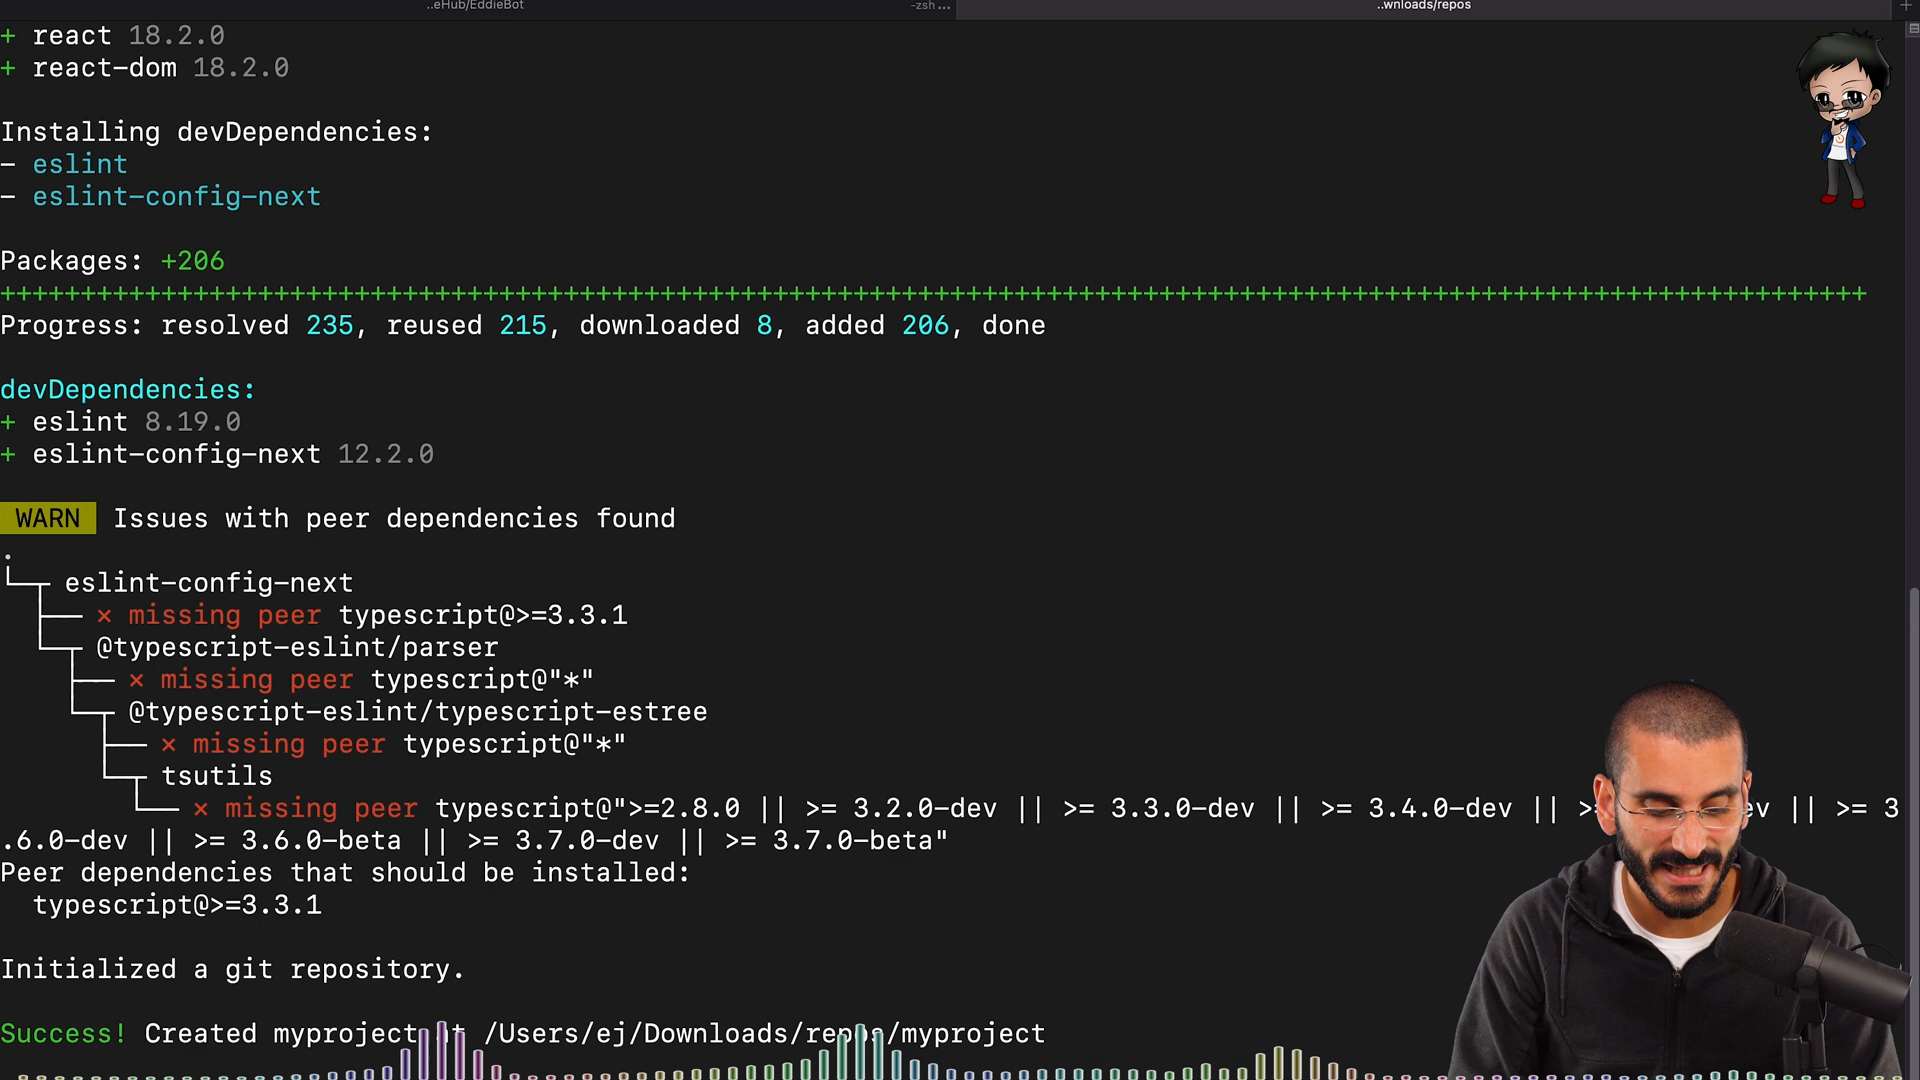 ..eHub/EddieBot
-zsh ...
..wnloads/repos
+ react 18.2.0
+ react-dom 18.2.0
Installing devDependencies:
- eslint
- eslint-config-next
Packages: +206
++++++++++++++++++++++++++++++++++++++++++++++++++++++++++++++++++++++++++++++++++++++++++++++++++++++++++++++++++++
Progress: resolved 235, reused 215, downloaded 8, added 206, done
devDependencies:
+ eslint 8.19.0
+ eslint-config-next 12.2.0
WARN Issues with peer dependencies found
.
└─┬ eslint-config-next
├── × missing peer typescript@>=3.3.1
└─┬ @typescript-eslint/parser
├── × missing peer typescript@"*"
└─┬ @typescript-eslint/typescript-estree
├── × missing peer typescript@"*"
└─┬ tsutils
└── × missing peer typescript@">=2.8.0 || >= 3.2.0-dev || >= 3.3.0-dev || >= 3.4.0-dev || || >= 3
.6.0-dev || >= 3.6.0-beta || >= 3.7.0-dev || >= 3.7.0-beta"
Peer dependencies that should be installed:
typescript@>=3.3.1
Initialized a git repository.
Success! Created myproject at /Users/ej/Downloads/repos/myproject